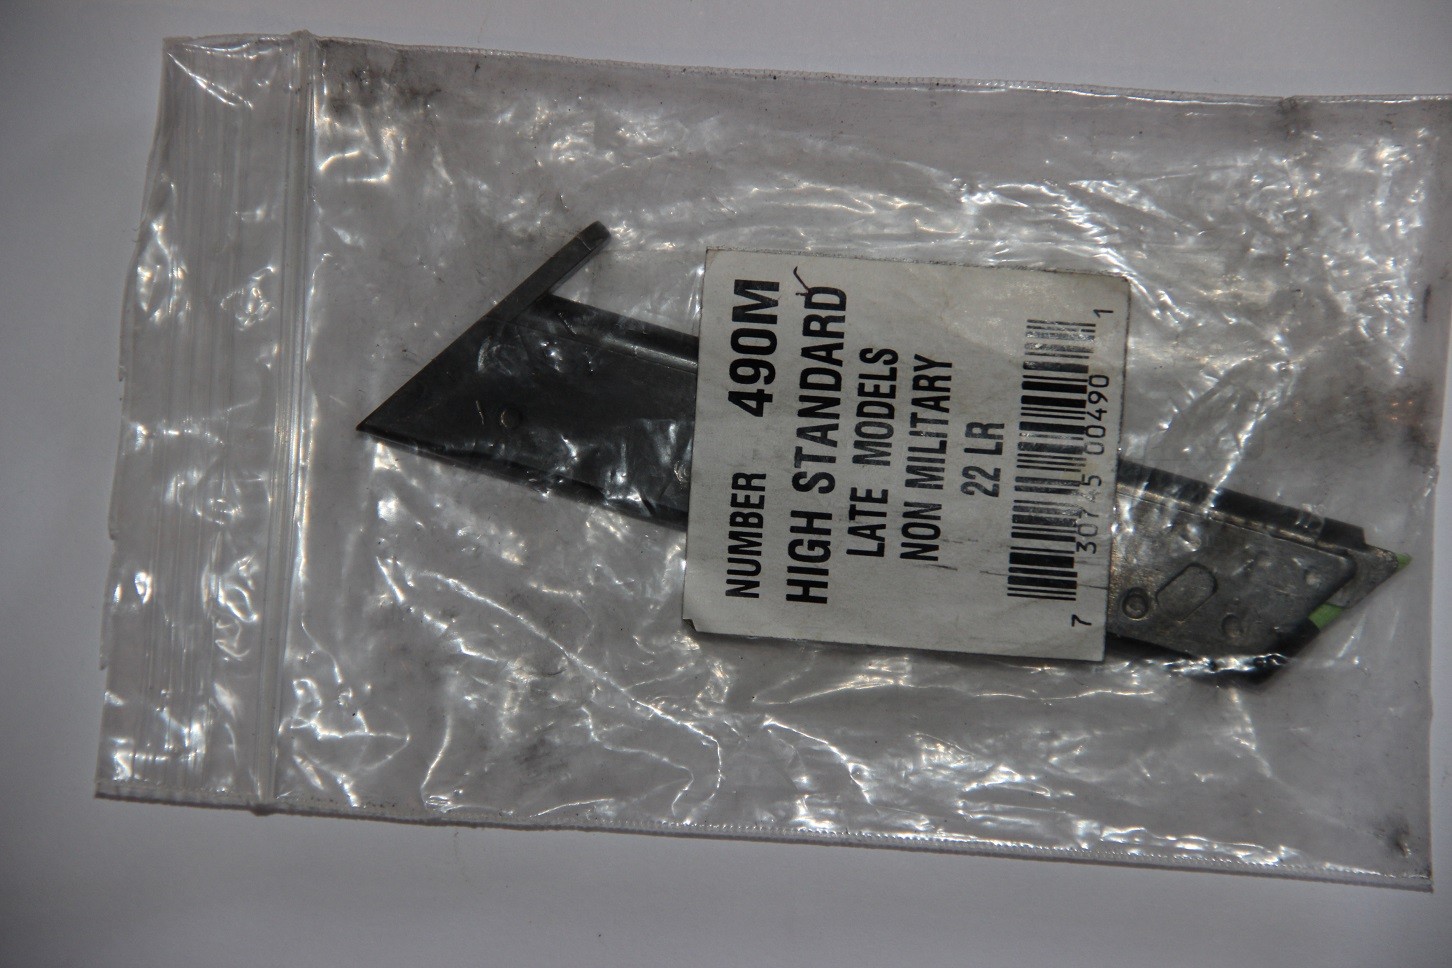 NUMBER 490M
HIGH STANDARD
LATE MODELS
NON MILITARY
22 LR
7 30745 00490 1